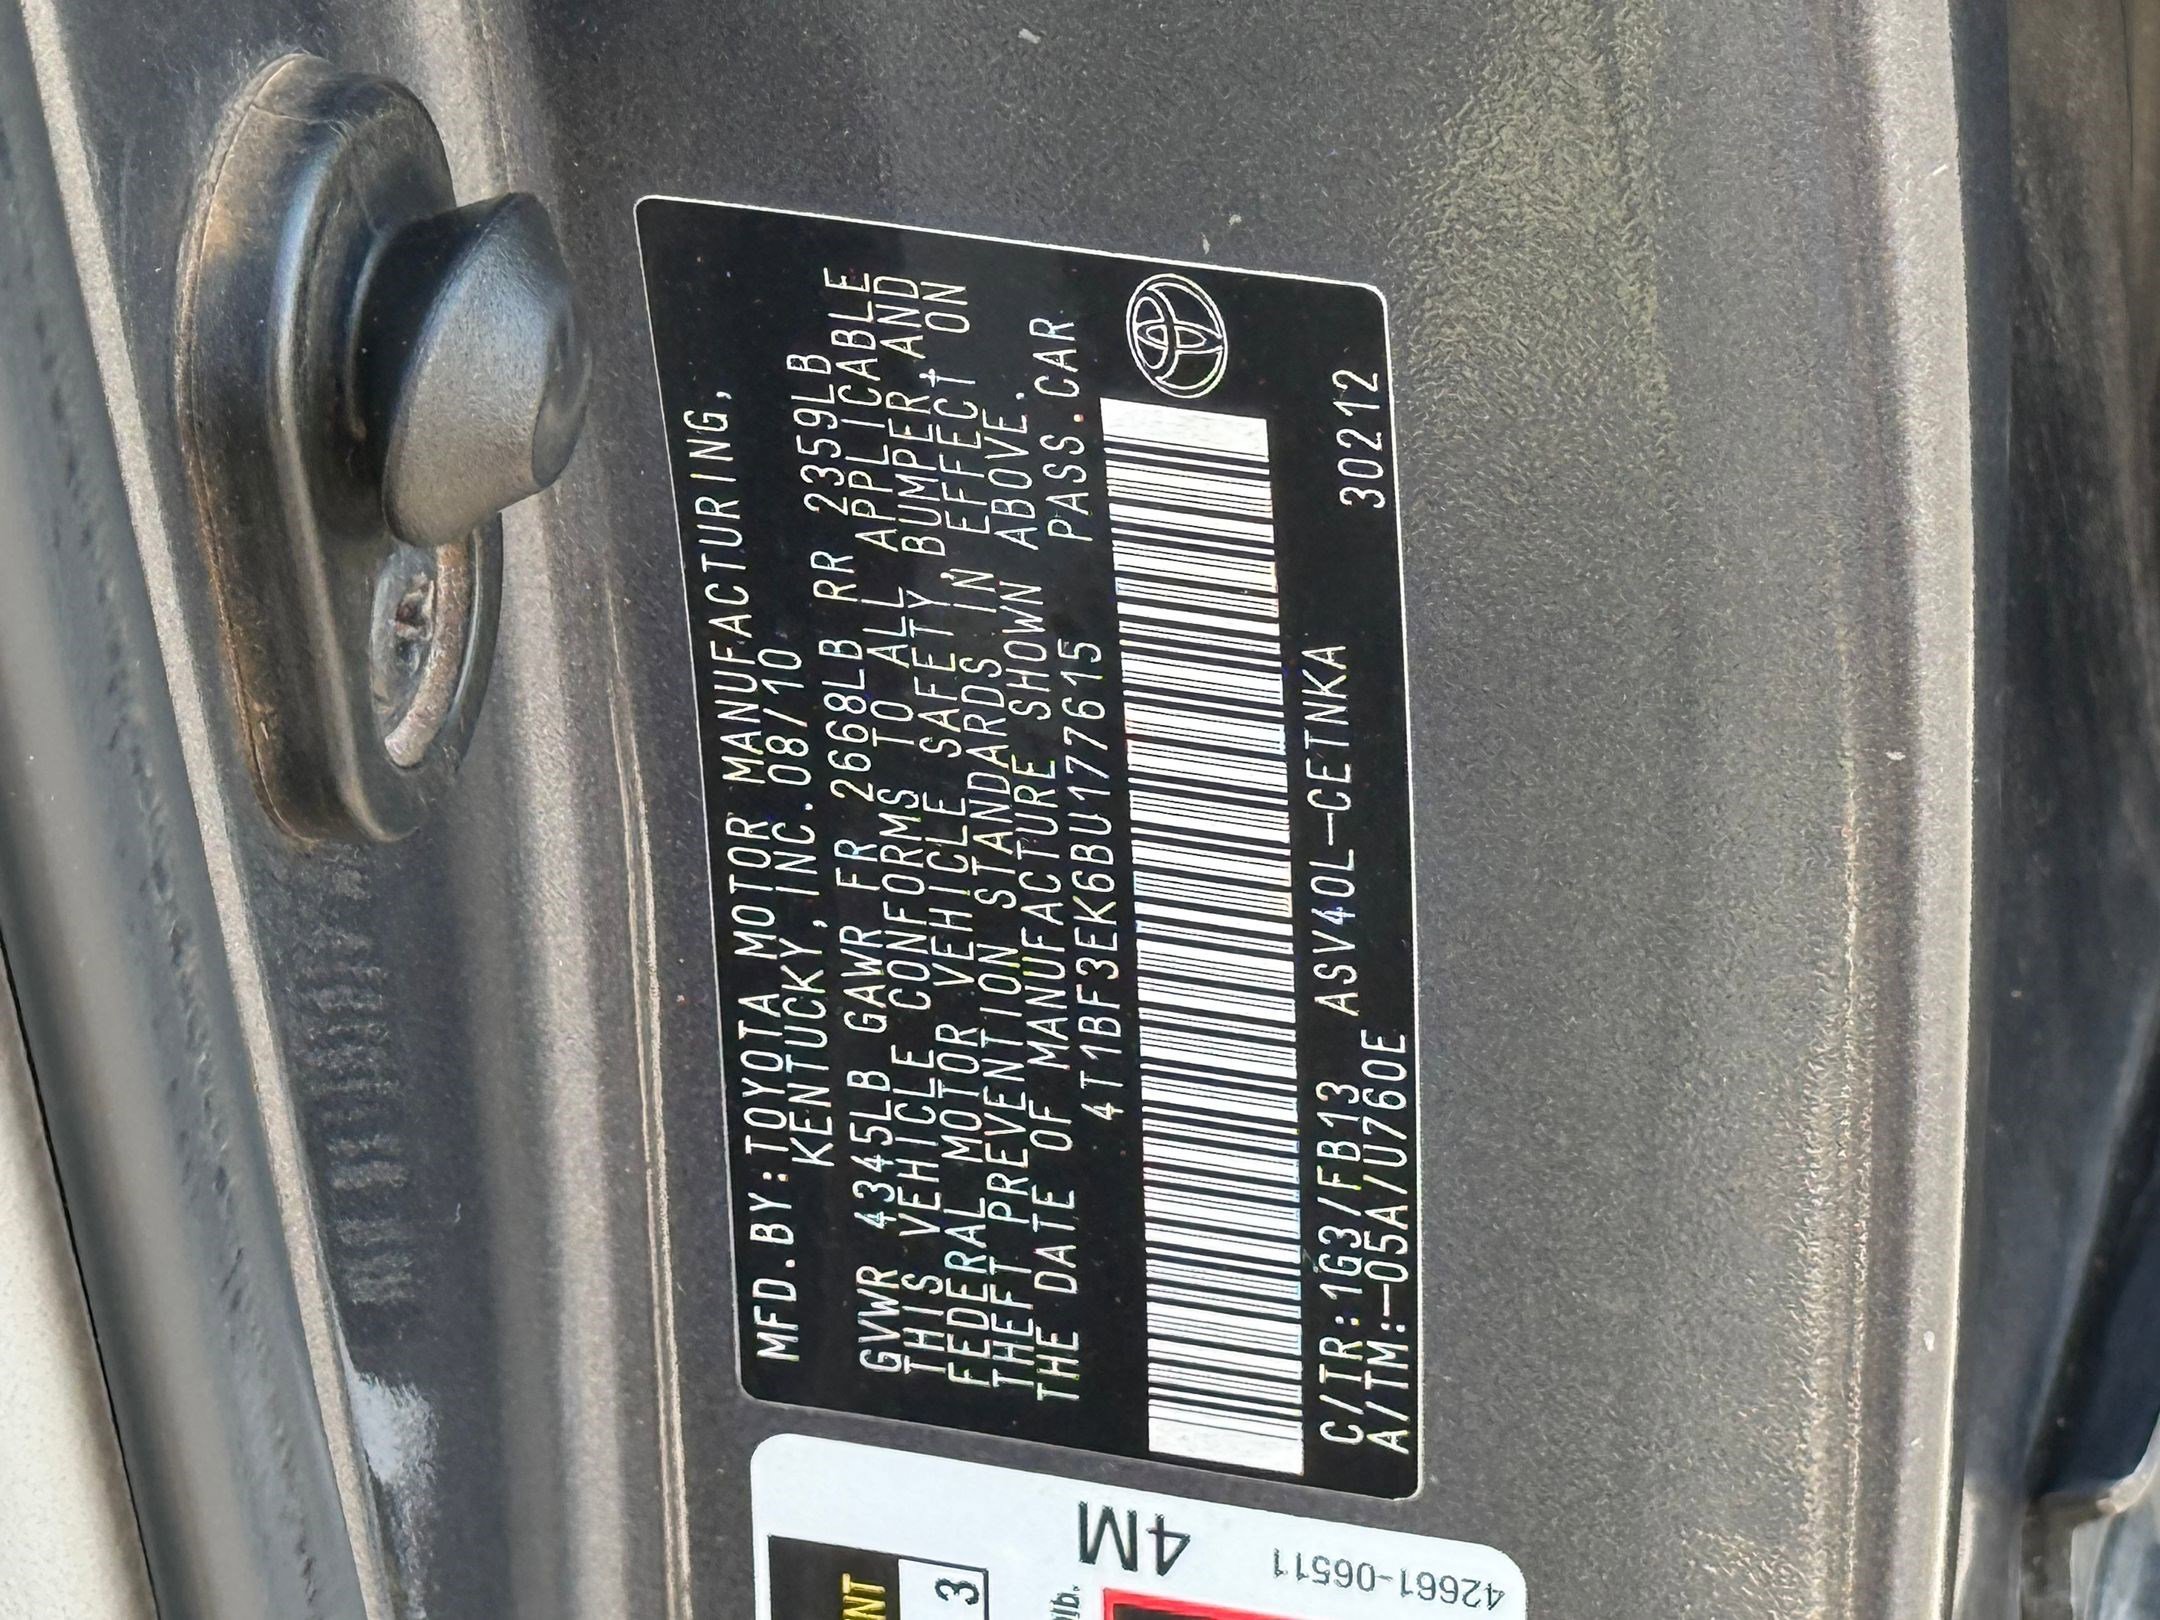 MFD.BY:TOYOTA MOTOR MANUFACTURING,
KENTUCKY, INC.08/10
GVWR 4345LB GAWR FR 2668LB RR 2359LB
THIS VEHICLE CONFORMS TO ALL APPLICABLE
FEDERAL MOTOR VEHICLE SAFETY, BUMPER, AND
THEFT PREVENTION STANDARDS IN EFFECT ON
THE DATE OF MANUFACTURE SHOWN ABOVE.
4T1BF3EK6BU177615 PASS.CAR
C/TR:1G3/FB13 ASV40L-CETNKA 30212
A/TM:-05A/U760E
4M
42661-06511
3
lb.